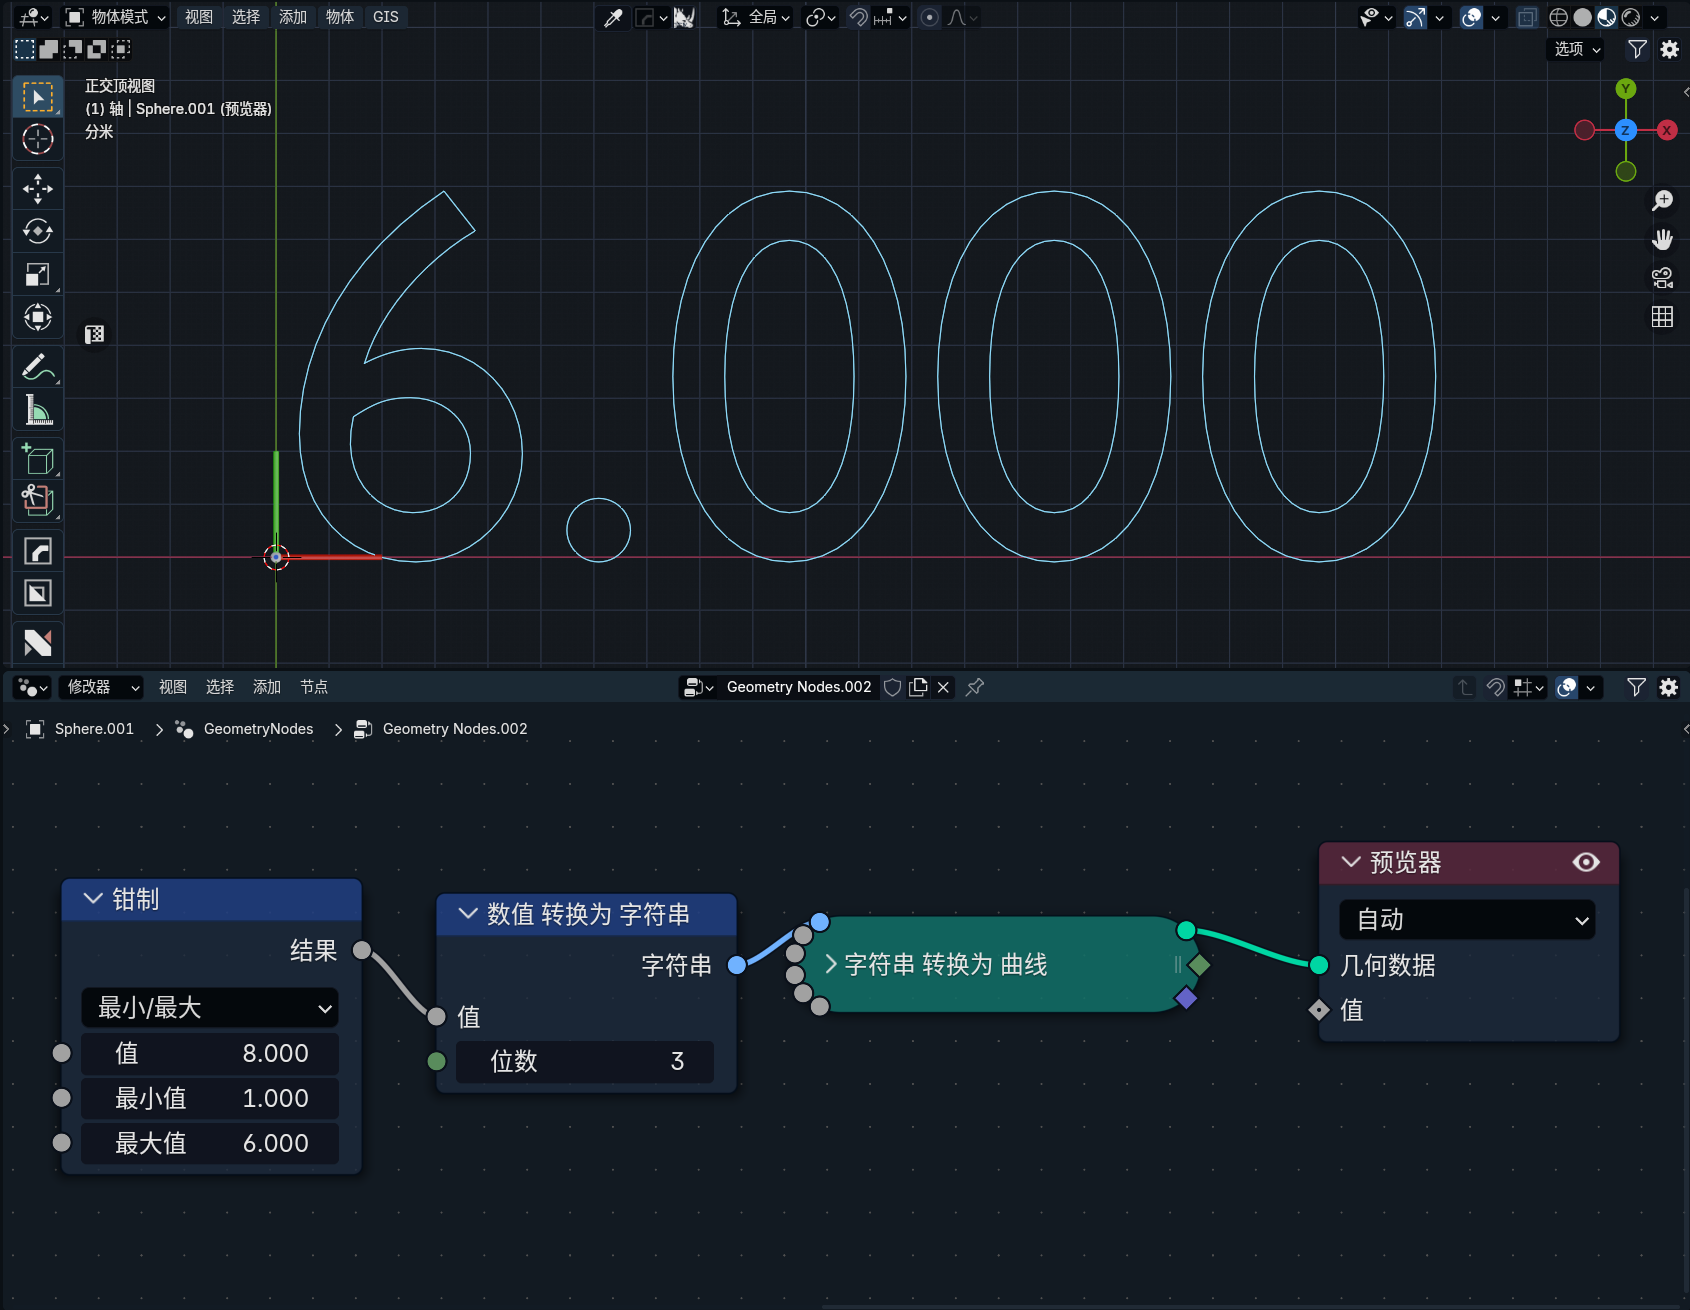 物体模式 视图 选择 添加 物体 GIS 全局
选项
正交顶视图
(1) 轴 | Sphere.001 (预览器)
分米
Y
Z
X
6.000
修改器 视图 选择 添加 节点 Geometry Nodes.002
Sphere.001 GeometryNodes Geometry Nodes.002
钳制
结果
最小/最大
值 8.000
最小值 1.000
最大值 6.000
数值 转换为 字符串
字符串
值
位数 3
字符串 转换为 曲线
预览器
自动
几何数据
值